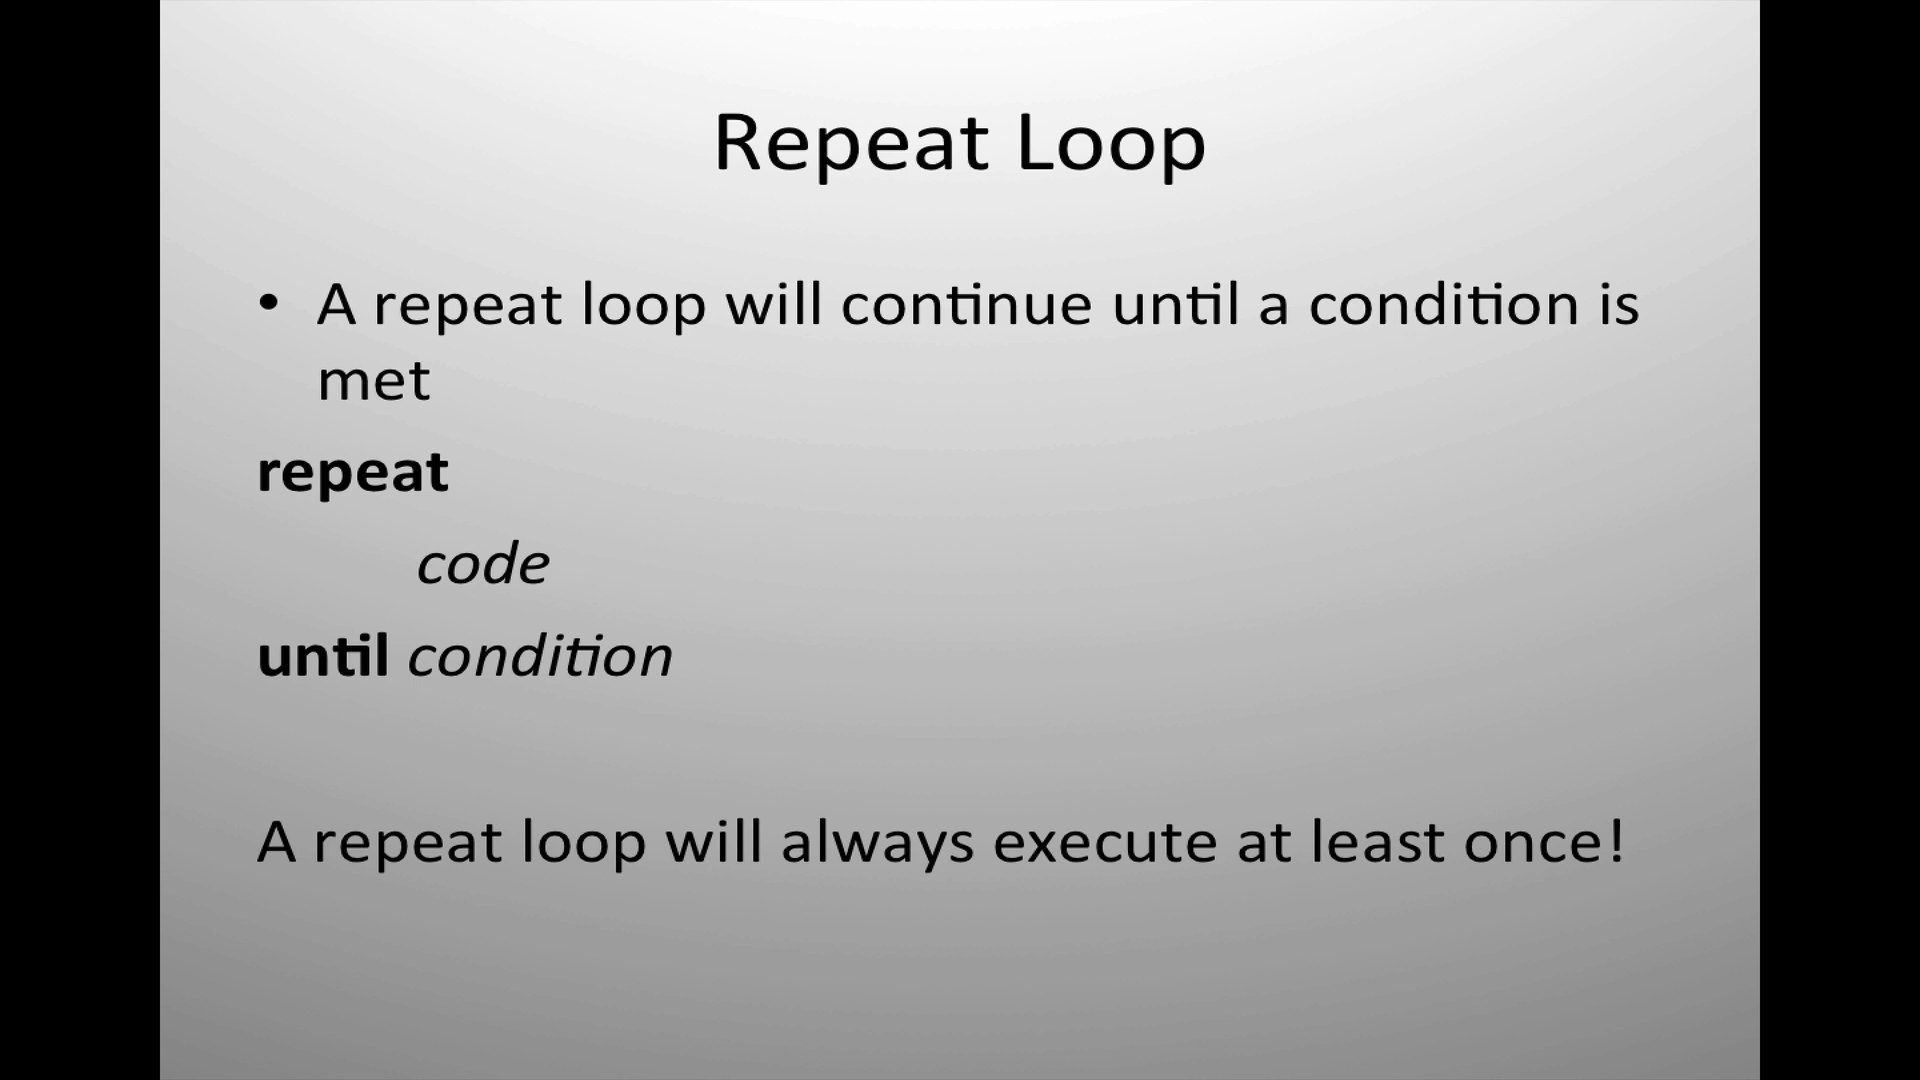 Repeat Loop
• A repeat loop will continue until a condition is
met
repeat
code
until condition
A repeat loop will always execute at least once!